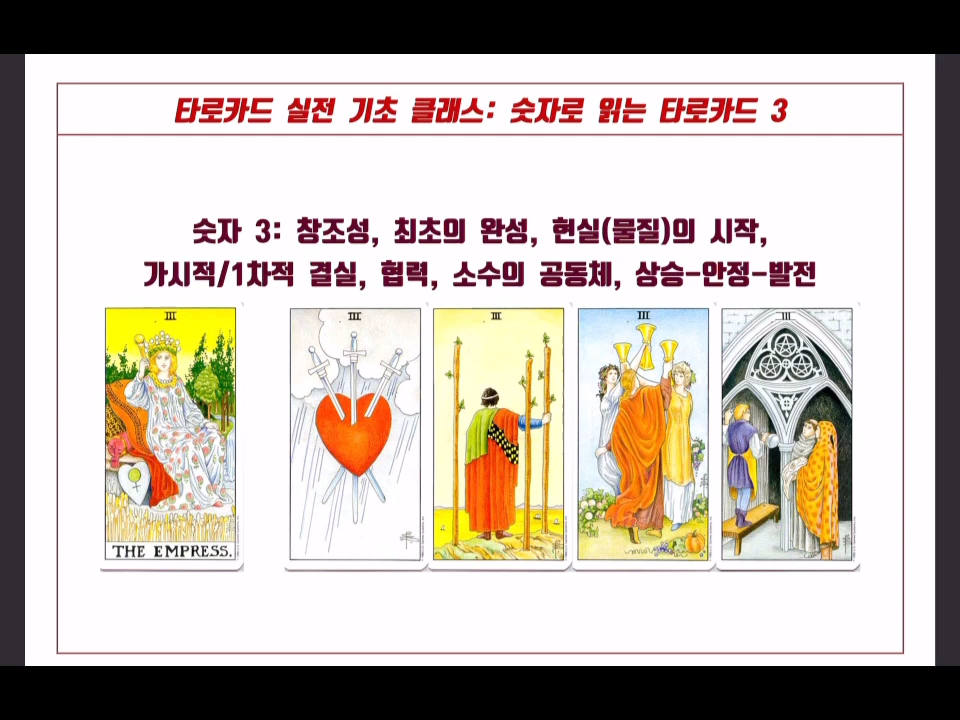 타로카드 실전 기초 클래스: 숫자로 읽는 타로카드 3
숫자 3: 창조성, 최초의 완성, 현실(물질)의 시작,
가시적/1차적 결실, 협력, 소수의 공동체, 상승-안정-발전
III
III
III
III
III
THE EMPRESS.